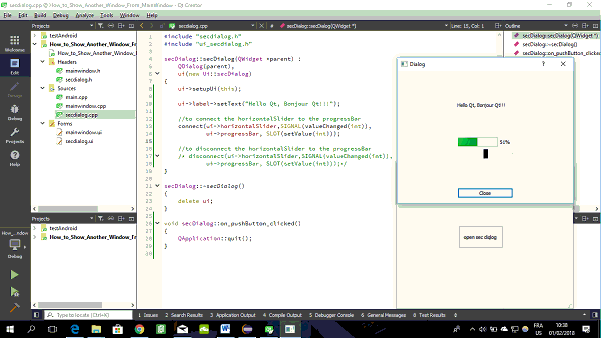 secdialog.cpp @ How_to_Show_Another_Window_From_MainWindow - Qt Creator
File Edit Build Debug Analyze Tools Window Help
Projects
secdialog.cpp
secDialog::secDialog(QWidget *)
Line: 15, Col: 1
Outline
testAndroid
How_to_Show_Another_Window_Fro
How_to_Show_Another_Window_From
Headers
mainwindow.h
secdialog.h
Sources
main.cpp
mainwindow.cpp
secdialog.cpp
Forms
mainwindow.ui
secdialog.ui
Welcome
Edit
Design
Debug
Projects
Help
#include "secdialog.h"
#include "ui_secdialog.h"
secDialog::secDialog(QWidget *parent) :
QDialog(parent),
ui(new Ui::secDialog)
{
ui->setupUi(this);
ui->label->setText("Hello Qt, Bonjour Qt!!");
//to connect the horizontalSlider to the progressBar
connect(ui->horizontalSlider,SIGNAL(valueChanged(int)),
ui->progressBar, SLOT(setValue(int)));
//to disconnect the horizontalSlider to the progressBar
/* disconnect(ui->horizontalSlider,SIGNAL(valueChanged(int)),
ui->progressBar, SLOT(setValue(int)));*/
}
secDialog::~secDialog()
{
delete ui;
}
void secDialog::on_pushButton_clicked()
{
QApplication::quit();
}
secDialog::secDialog(QWidget *)
secDialog::~secDialog()
secDialog::on_pushButton_clicke
Dialog
Hello Qt, Bonjour Qt!!
51%
Close
open sec dialog
Projects
testAndroid
How_to_Show_Another_Window_Fro
How_...ndow
Debug
Type to locate (Ctrl+K)
1 Issues
2 Search Results
3 Application Output
4 Compile Output
5 Debugger Console
6 General Messages
8 Test Results
FRA
FR
10:38
01/02/2018